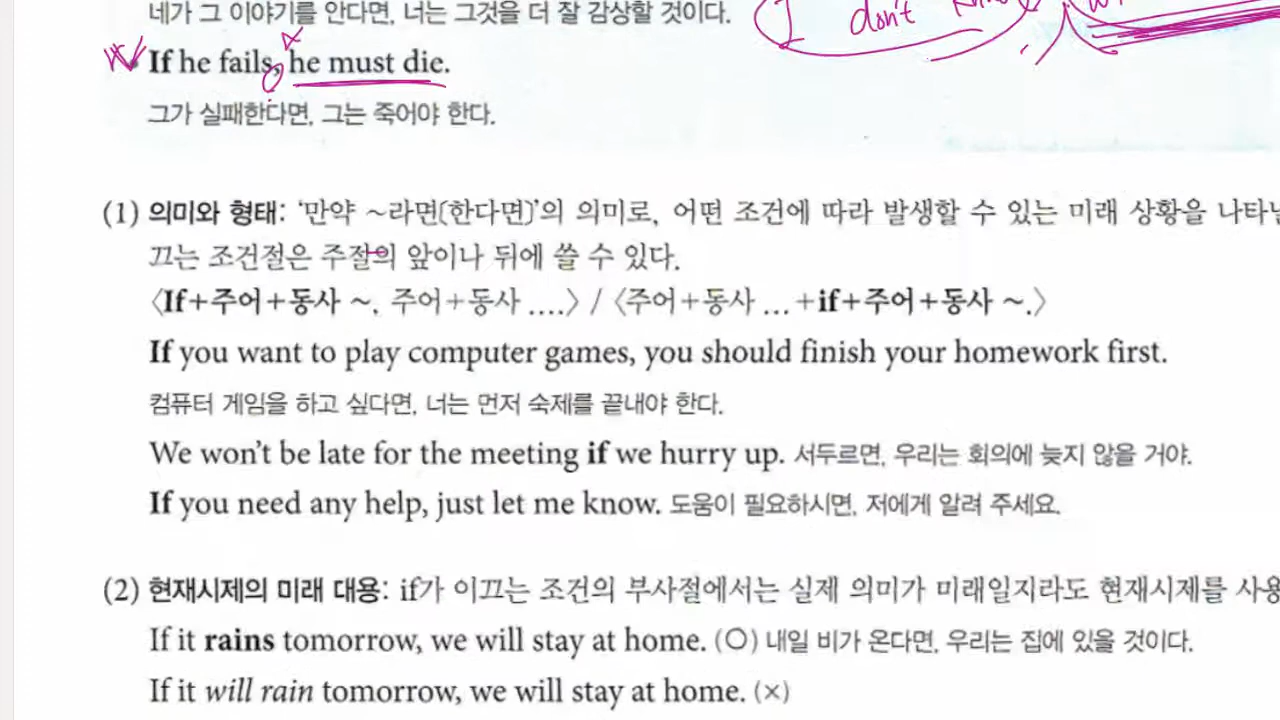 네가 그 이야기를 안다면, 너는 그것을 더 잘 감상할 것이다.
I don't
If he fails, he must die.
그가 실패한다면, 그는 죽어야 한다.
(1) 의미와 형태: '만약 ~라면(한다면)'의 의미로, 어떤 조건에 따라 발생할 수 있는 미래 상황을
끄는 조건절은 주절의 앞이나 뒤에 쓸 수 있다.
〈If+주어+동사 ~, 주어+동사 ....〉 / 〈주어+동사 ...+if+주어+동사 ~.〉
If you want to play computer games, you should finish your homework first.
컴퓨터 게임을 하고 싶다면, 너는 먼저 숙제를 끝내야 한다.
We won't be late for the meeting if we hurry up. 서두르면, 우리는 회의에 늦지 않을 거야.
If you need any help, just let me know. 도움이 필요하시면, 저에게 알려 주세요.
(2) 현재시제의 미래 대용: if가 이끄는 조건의 부사절에서는 실제 의미가 미래일지라도 현재시제를 사용
If it rains tomorrow, we will stay at home. (○) 내일 비가 온다면, 우리는 집에 있을 것이다.
If it will rain tomorrow, we will stay at home. (×)